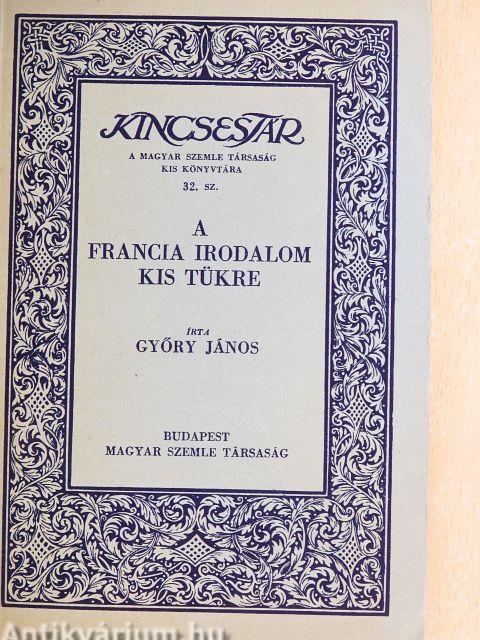 KINCSESTÁR
A MAGYAR SZEMLE TÁRSASÁG
KIS KÖNYVTÁRA
32. SZ.
A
FRANCIA IRODALOM
KIS TÜKRE
ÍRTA
GYŐRY JÁNOS
BUDAPEST
MAGYAR SZEMLE TÁRSASÁG
Antikvárium.hu